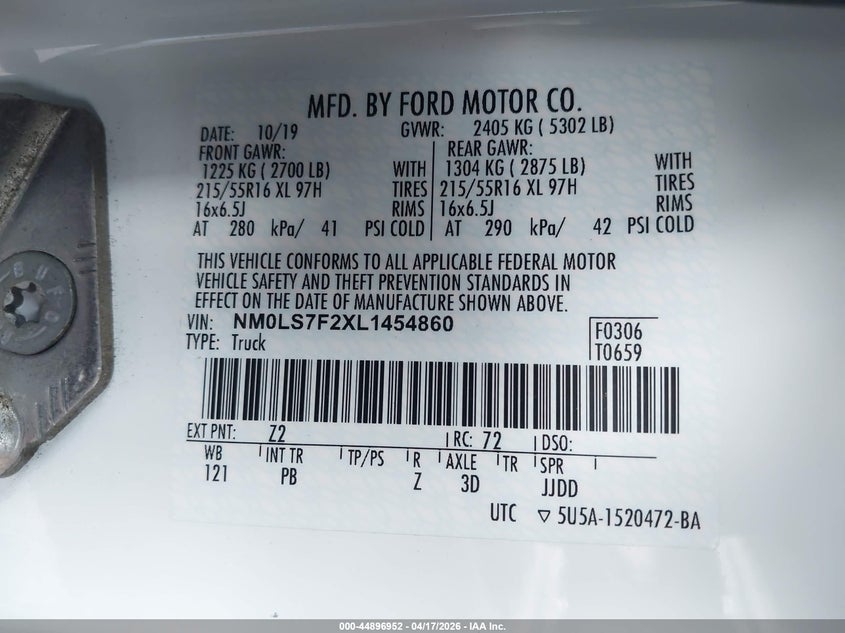 MFD. BY FORD MOTOR CO.
DATE: 10/19 GVWR: 2405 KG ( 5302 LB)
FRONT GAWR: REAR GAWR:
1225 KG ( 2700 LB) WITH 1304 KG ( 2875 LB) WITH
215/55R16 XL 97H TIRES 215/55R16 XL 97H TIRES
16x6.5J RIMS 16x6.5J RIMS
AT 280 kPa/ 41 PSI COLD AT 290 kPa/ 42 PSI COLD
THIS VEHICLE CONFORMS TO ALL APPLICABLE FEDERAL MOTOR
VEHICLE SAFETY AND THEFT PREVENTION STANDARDS IN
EFFECT ON THE DATE OF MANUFACTURE SHOWN ABOVE.
VIN: NM0LS7F2XL1454860 F0306
TYPE: Truck T0659
EXT PNT: Z2 RC: 72 DSO:
WB INT TR TP/PS R AXLE TR SPR
121 PB Z 3D JJDD
UTC ▽ 5U5A-1520472-BA
BUFO
000-44896952 | 04/17/2026 - IAA Inc.